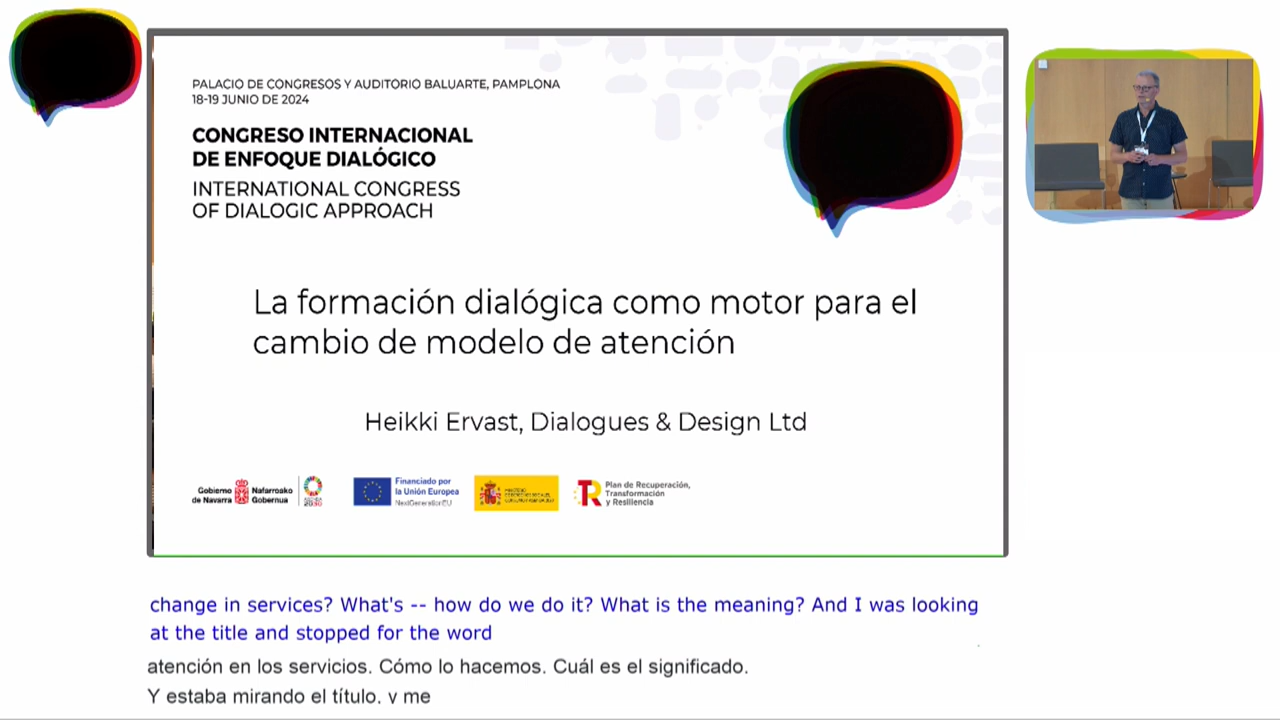 PALACIO DE CONGRESOS Y AUDITORIO BALUARTE, PAMPLONA
18-19 JUNIO DE 2024
CONGRESO INTERNACIONAL
DE ENFOQUE DIALÓGICO
INTERNATIONAL CONGRESS
OF DIALOGIC APPROACH
La formación dialógica como motor para el
cambio de modelo de atención
Heikki Ervast, Dialogues & Design Ltd
Gobierno de Navarra
Nafarroako Gobernua
2030
Financiado por
la Unión Europea
NextGenerationEU
Plan de Recuperación,
Transformación
y Resiliencia
change in services? What's -- how do we do it? What is the meaning? And I was looking
at the title and stopped for the word
atención en los servicios. Cómo lo hacemos. Cuál es el significado.
Y estaba mirando el título, y me